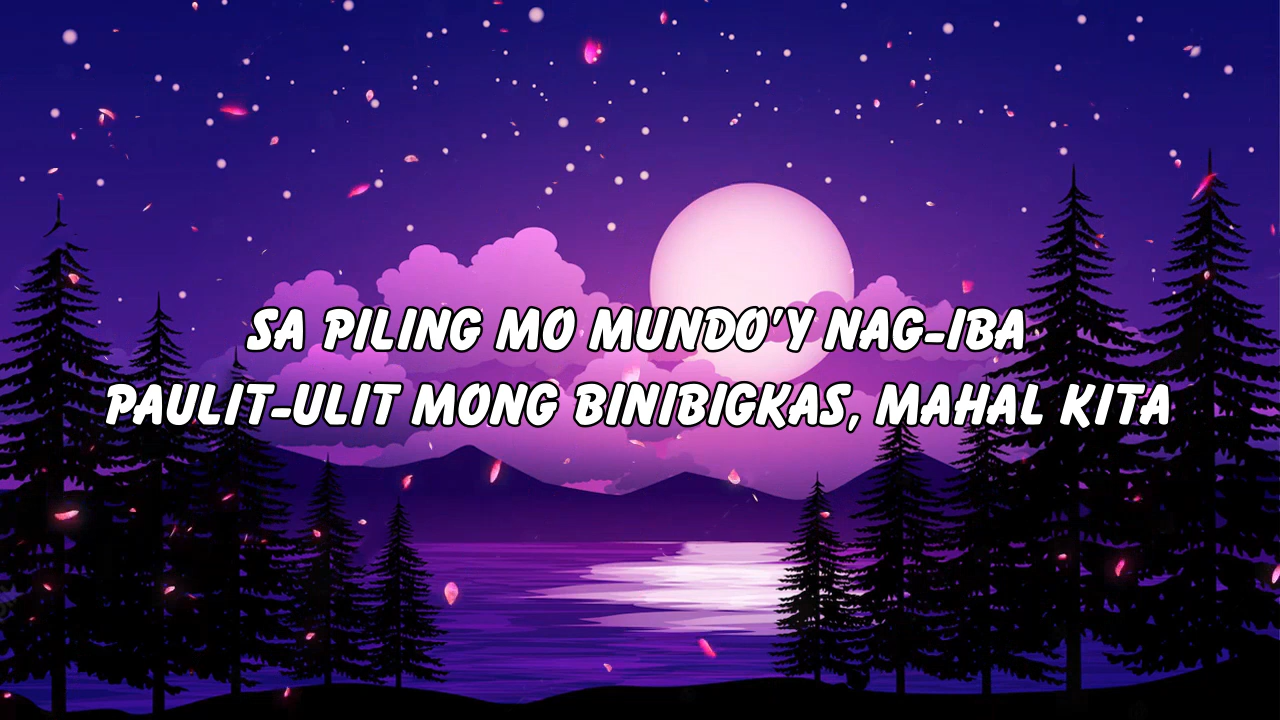 SA PILING MO MUNDO'Y NAG-IBA
PAULIT-ULIT MONG BINIBIGKAS, MAHAL KITA